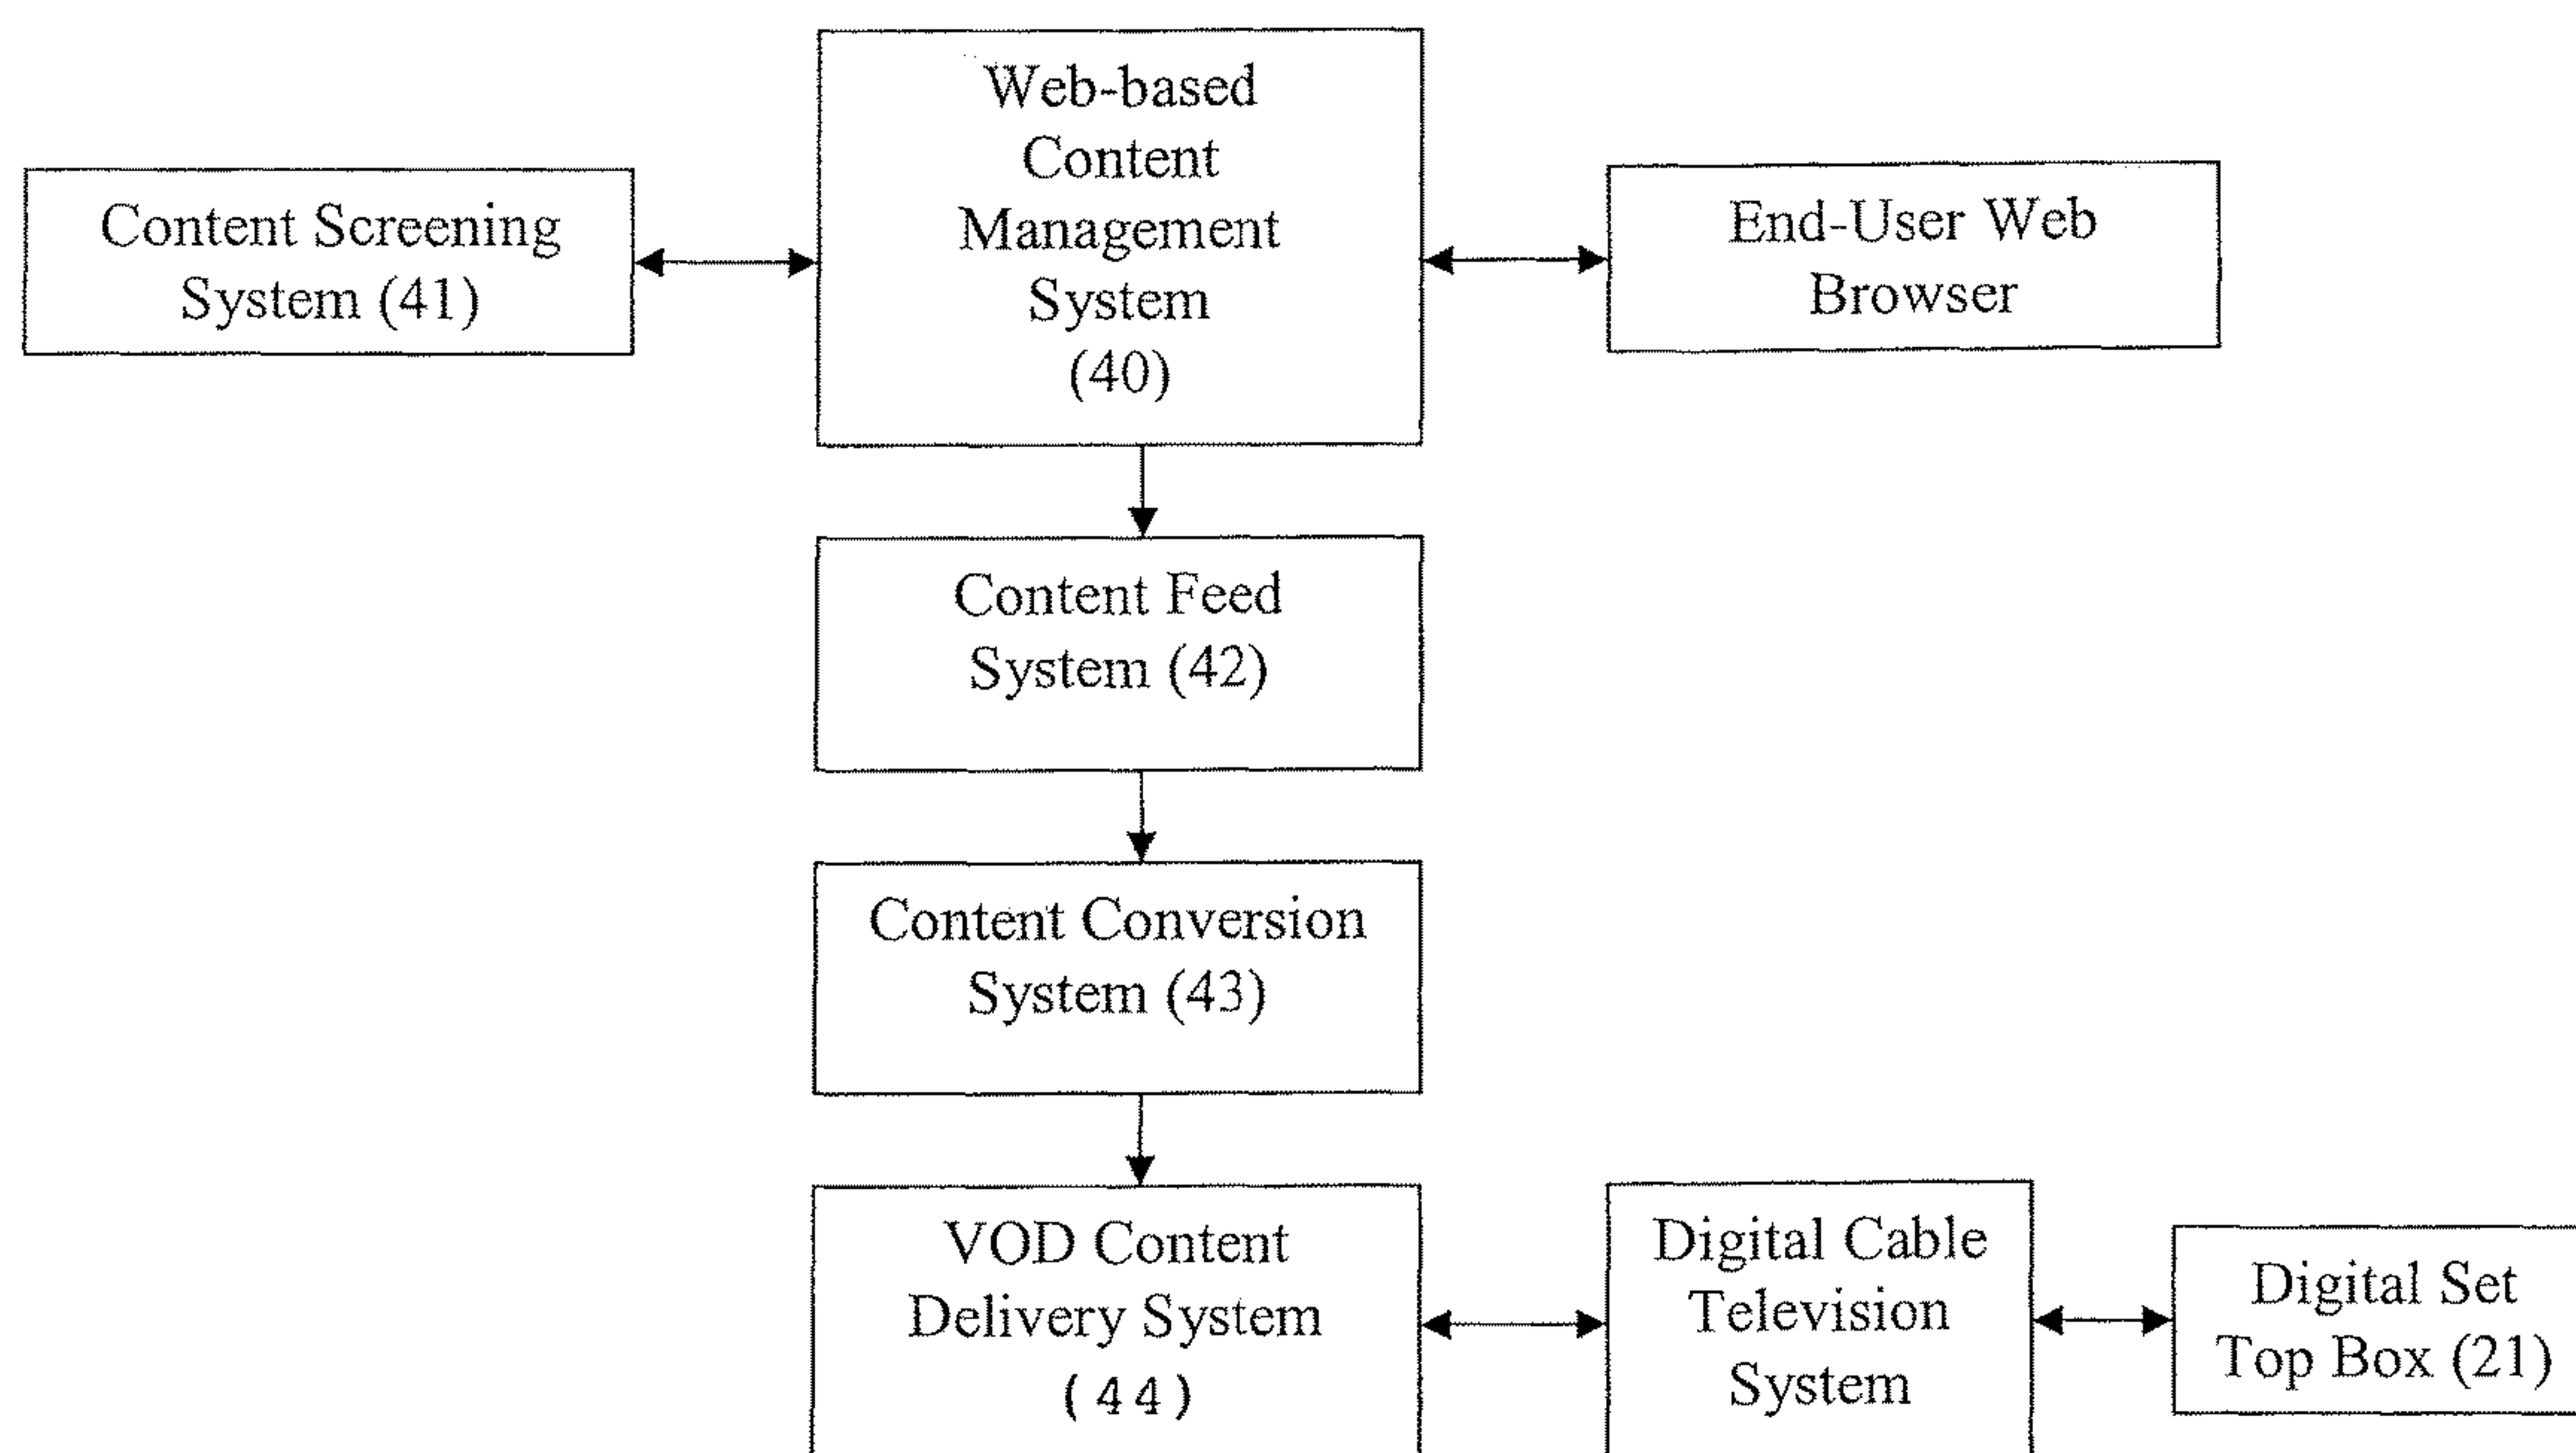 Web-based
Content
Management
System
(40)
Content Screening
System (41)
End-User Web
Browser
Content Feed
System (42)
Content Conversion
System (43)
VOD Content
Delivery System
(44)
Digital Cable
Television
System
Digital Set
Top Box (21)